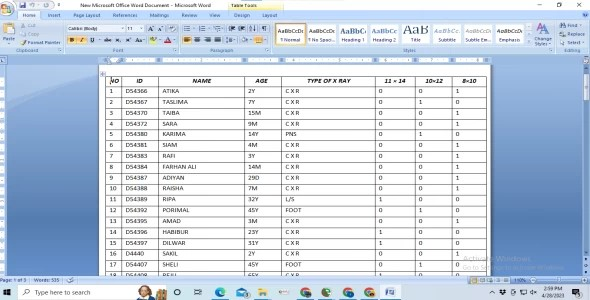 New Microsoft Office Word Document - Microsoft Word
Table Tools
Home Insert Page Layout References Mailings Review View Design Layout
Cut
Copy
Format Painter
Paste
Calibri (Body) 11
AaBbCcDc AaBbCcDc AaBbC AaBbCc AaB AaBbCc. AaBbCcDc AaBbCcDc
¶ Normal ¶ No Spaci... Heading 1 Heading 2 Title Subtitle Subtle Em... Emphasis
Change Styles
Find
Replace
Select
Clipboard Font Paragraph Styles Editing
NO ID NAME AGE TYPE OF X RAY 11 × 14 10×12 8×10
1 D54366 ATIKA 2Y C X R 0 0 1
2 D54367 TASLIMA 7Y C X R 0 1 0
3 D54370 TAIBA 15M C X R 0 0 1
4 D54372 SARA 9M C X R 0 0 1
5 D54380 KARIMA 14Y PNS 0 1 0
6 D54381 SIAM 4M C X R 0 0 1
7 D54383 RAFI 3Y C X R 0 0 1
8 D54384 FARHAN ALI 14M C X R 0 0 1
9 D54387 ADIYAN 29D C X R 0 0 1
10 D54388 RAISHA 7M C X R 0 0 1
11 D54389 RIPA 32Y L/S 1 0 0
12 D54392 PORIMAL 45Y FOOT 0 1 0
13 D54395 AMAD 3M C X R 0 0 1
14 D54396 HABIBUR 23Y C X R 1 0 0
15 D54397 DILWAR 31Y C X R 1 0 0
16 D4440 SAKIL 2Y C X R 0 0 1
17 D54407 SHELI 45Y FOOT 0 1 0
18 D54408 65Y C X R 1 0 0
Activate Windows
Go to Settings to activate Windows.
Page: 1 of 1 Words: 515
Type here to search
2:59 PM
4/28/2023